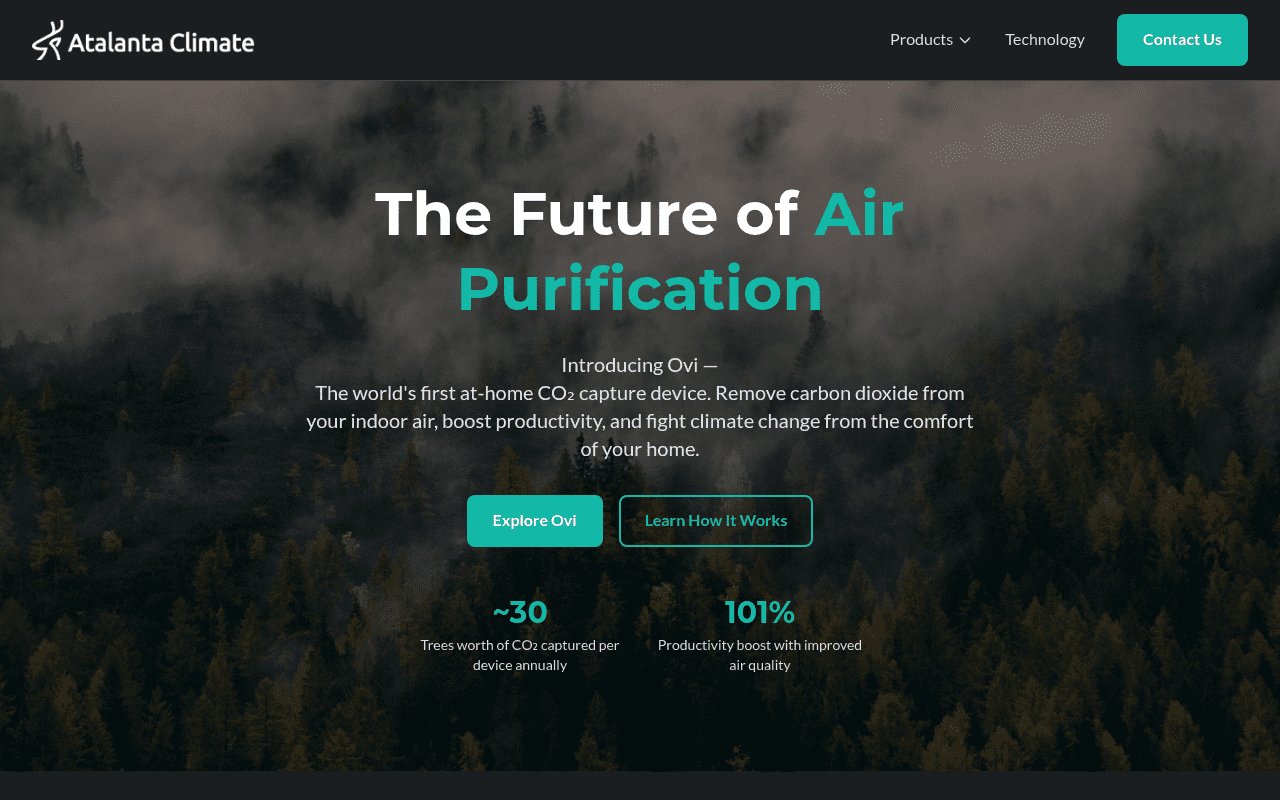 Atalanta Climate
Products
Technology
Contact Us
The Future of Air
Purification
Introducing Ovi —
The world's first at-home CO₂ capture device. Remove carbon dioxide from
your indoor air, boost productivity, and fight climate change from the comfort
of your home.
Explore Ovi
Learn How It Works
~30
Trees worth of CO₂ captured per
device annually
101%
Productivity boost with improved
air quality